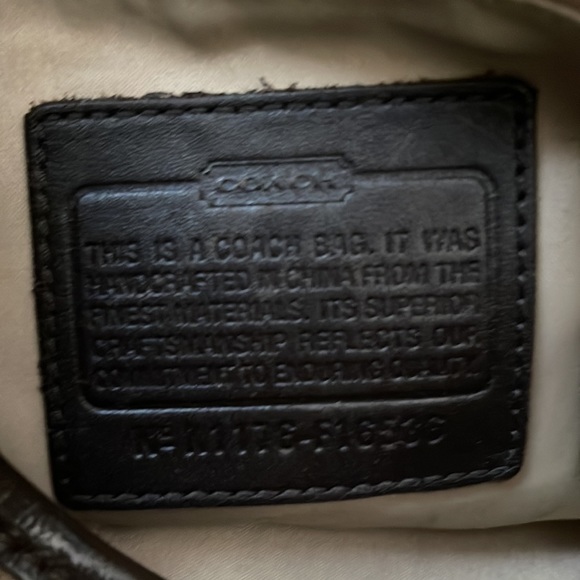 COACH
THIS IS A COACH BAG. IT WAS
HANDCRAFTED IN CHINA FROM THE
FINEST MATERIALS. ITS SUPERIOR
CRAFTSMANSHIP REFLECTS OUR
COMMITMENT TO ENDURING QUALITY.
Nº